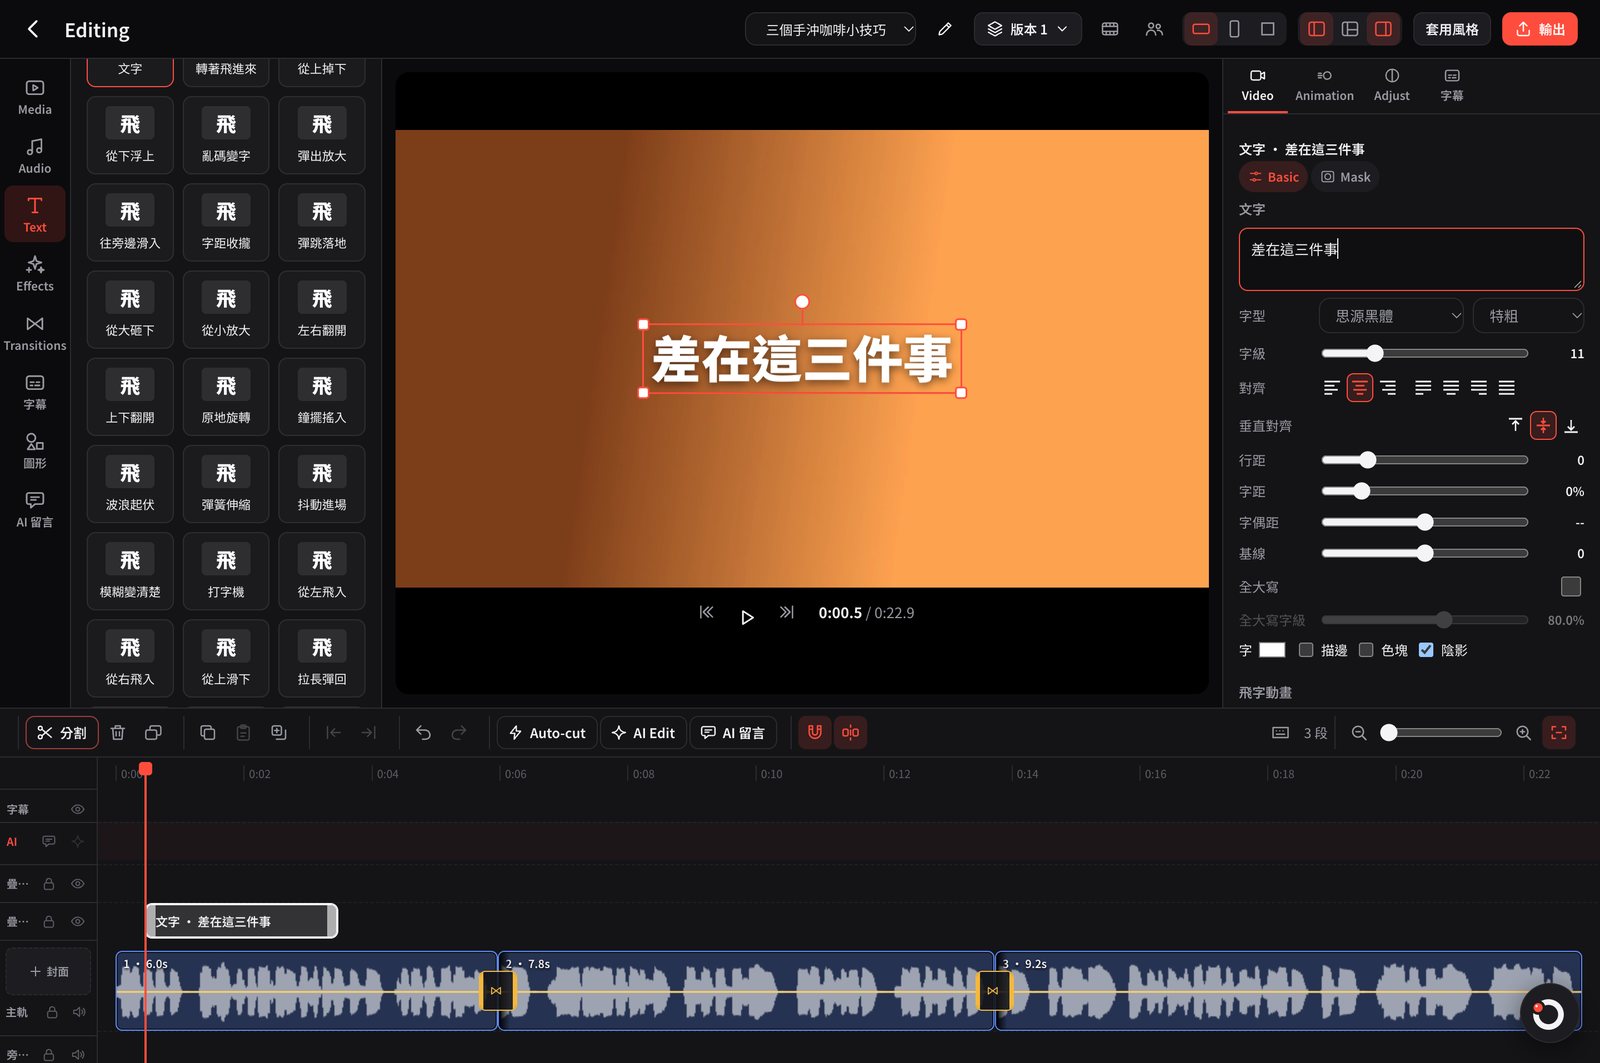 Editing
三個手沖咖啡小技巧
版本 1
套用風格
輸出
Media
Audio
Text
Effects
Transitions
字幕
圖形
AI 留言
文字
轉著飛進來
從上掉下
飛
飛
飛
從下浮上
亂碼變字
彈出放大
飛
飛
飛
往旁邊滑入
字距收攏
彈跳落地
飛
飛
飛
從大砸下
從小放大
左右翻開
飛
飛
飛
上下翻開
原地旋轉
鐘擺搖入
飛
飛
飛
波浪起伏
彈簧伸縮
抖動進場
飛
飛
飛
模糊變清楚
打字機
從左飛入
飛
飛
飛
從右飛入
從上滑下
拉長彈回
差在這三件事
0:00.5 / 0:22.9
Video
Animation
Adjust
字幕
文字 · 差在這三件事
Basic
Mask
文字
差在這三件事
字型
思源黑體
特粗
字級
11
對齊
垂直對齊
行距
0
字距
0%
字偶距
--
基線
0
全大寫
全大寫字級
80.0%
字
描邊
色塊
陰影
飛字動畫
分割
Auto-cut
AI Edit
AI 留言
3 段
0:00
0:02
0:04
0:06
0:08
0:10
0:12
0:14
0:16
0:18
0:20
0:22
字幕
AI
疊…
疊…
文字 · 差在這三件事
封面
1 · 6.0s
2 · 7.8s
3 · 9.2s
主軌
旁…